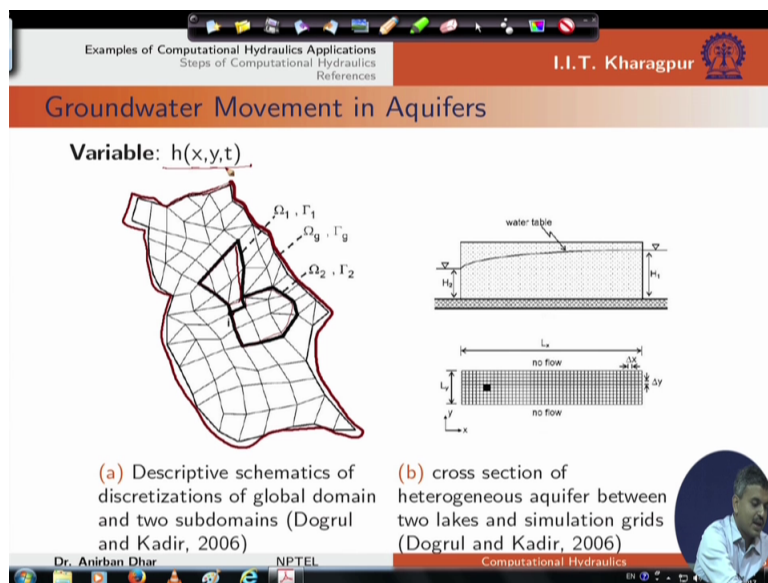 Examples of Computational Hydraulics Applications
Steps of Computational Hydraulics
References
I.I.T. Kharagpur
Groundwater Movement in Aquifers
Variable: h(x,y,t)
Ω1 , Γ1
Ωg , Γg
Ω2 , Γ2
water table
H2
H1
Lx
no flow
Δx
Ly
Δy
no flow
y
x
(a) Descriptive schematics of
discretizations of global domain
and two subdomains (Dogrul
and Kadir, 2006)
(b) cross section of
heterogeneous aquifer between
two lakes and simulation grids
(Dogrul and Kadir, 2006)
Dr. Anirban Dhar
NPTEL
Computational Hydraulics
EN